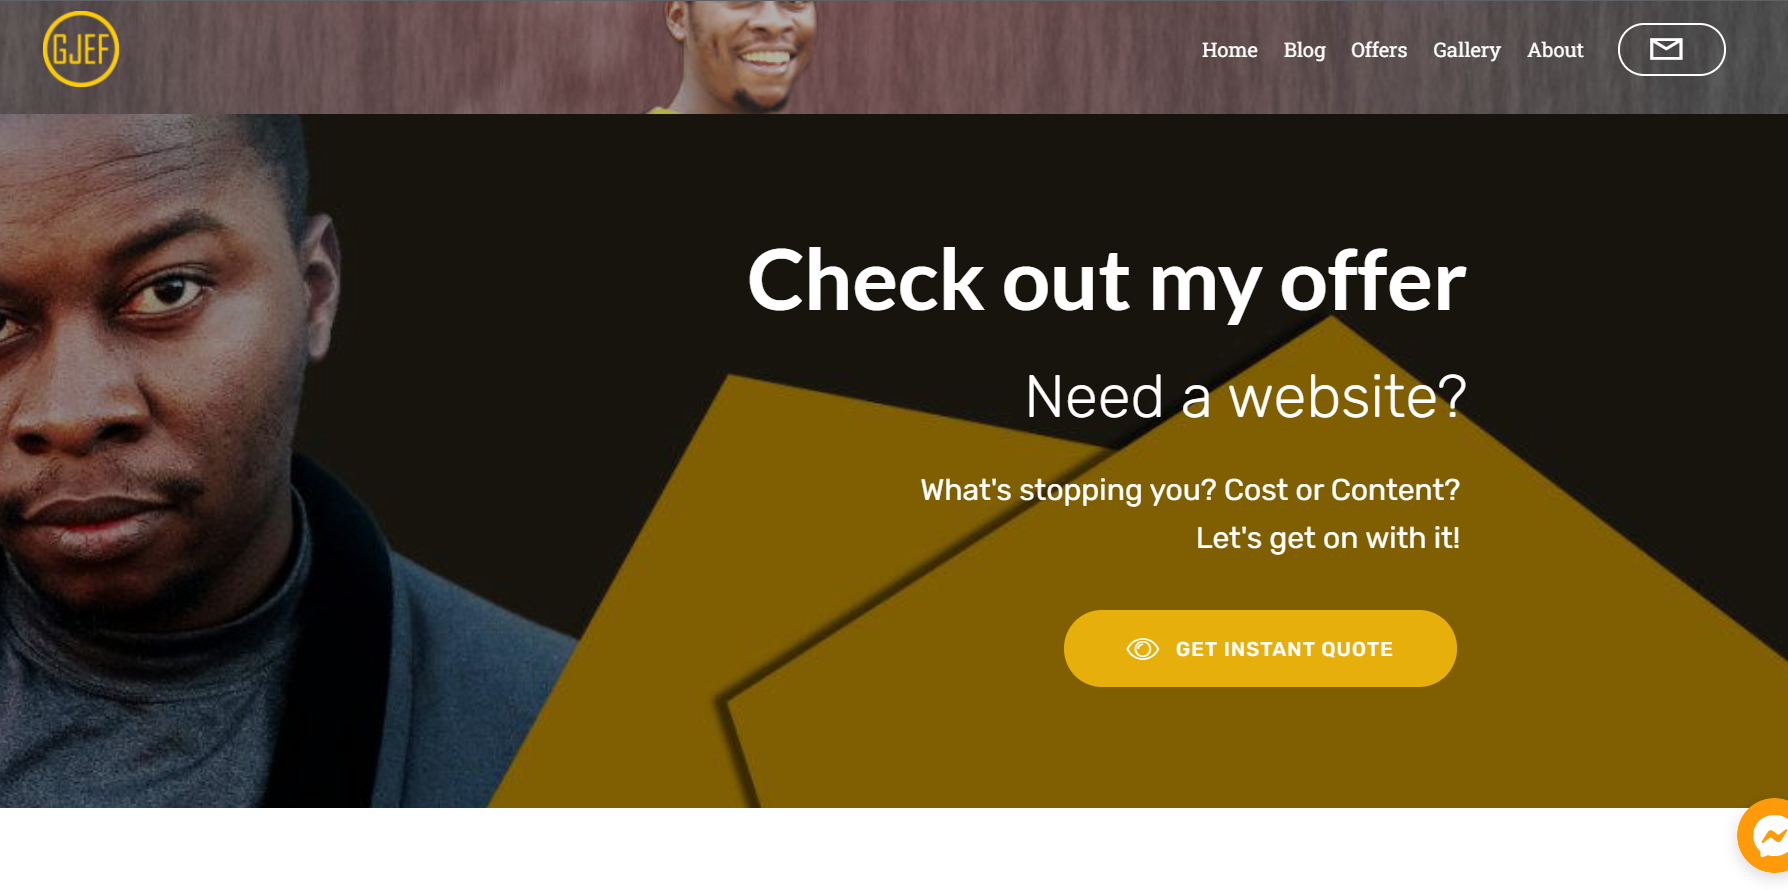 GJEF
Home Blog Offers Gallery About
Check out my offer
Need a website?
What's stopping you? Cost or Content?
Let's get on with it!
GET INSTANT QUOTE